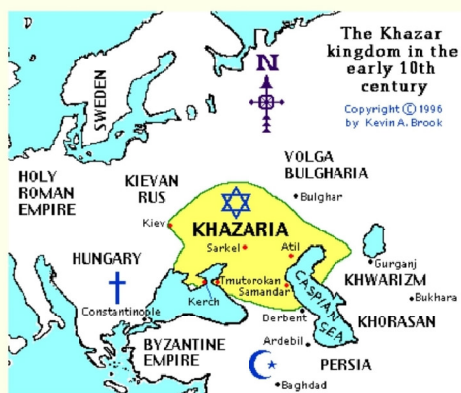 The Khazar
kingdom in the
early 10th
century
Copyright © 1996
by Kevin A. Brook
N
SWEDEN
HOLY
ROMAN
EMPIRE
KIEVAN
RUS
VOLGA
BULGHARIA
Bulghar
Kiev
KHAZARIA
Sarkel
Atil
HUNGARY
Gurganj
KHWARIZM
Tmutorokan
Samandar
CASPIAN
SEA
Kerch
Bukhara
Constantinople
Derbent
KHORASAN
BYZANTINE
EMPIRE
Ardebil
PERSIA
Baghdad